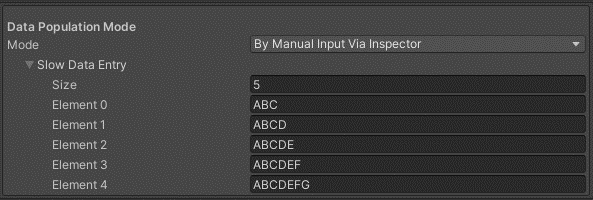 Data Population Mode
Mode By Manual Input Via Inspector
Slow Data Entry
Size 5
Element 0 ABC
Element 1 ABCD
Element 2 ABCDE
Element 3 ABCDEF
Element 4 ABCDEFG